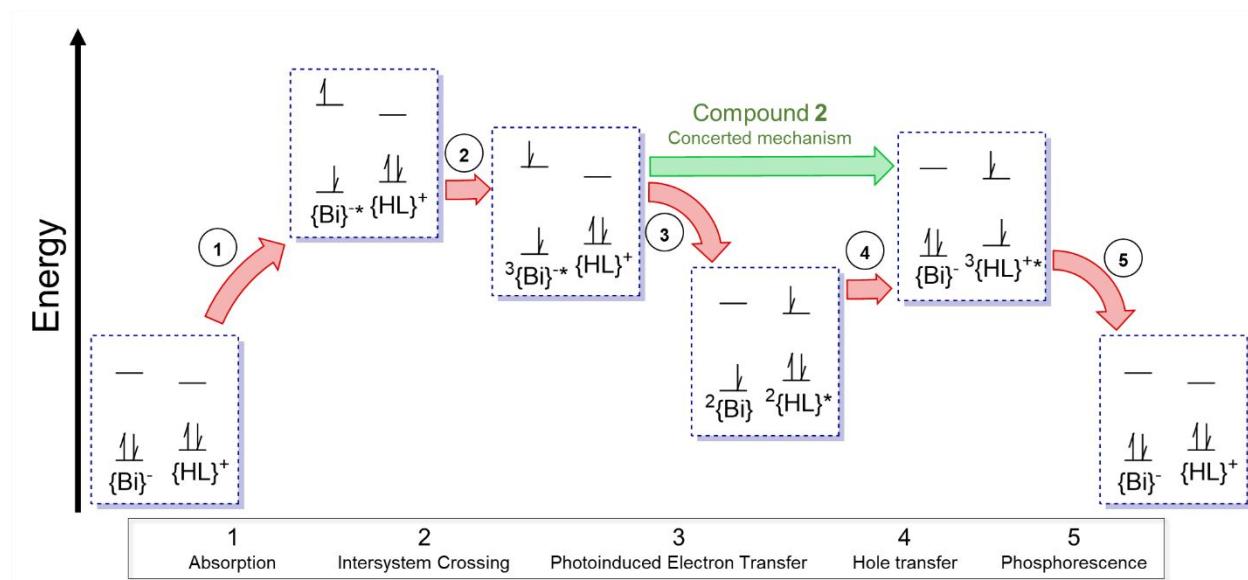 Energy
Compound 2
Concerted mechanism
1
2
3
4
5
{Bi}⁻ {HL}⁺
{Bi}⁻* {HL}⁺
³{Bi}⁻* {HL}⁺
²{Bi} ²{HL}*
{Bi}⁻ ³{HL}⁺*
{Bi}⁻ {HL}⁺
1 2 3 4 5
Absorption Intersystem Crossing Photoinduced Electron Transfer Hole transfer Phosphorescence